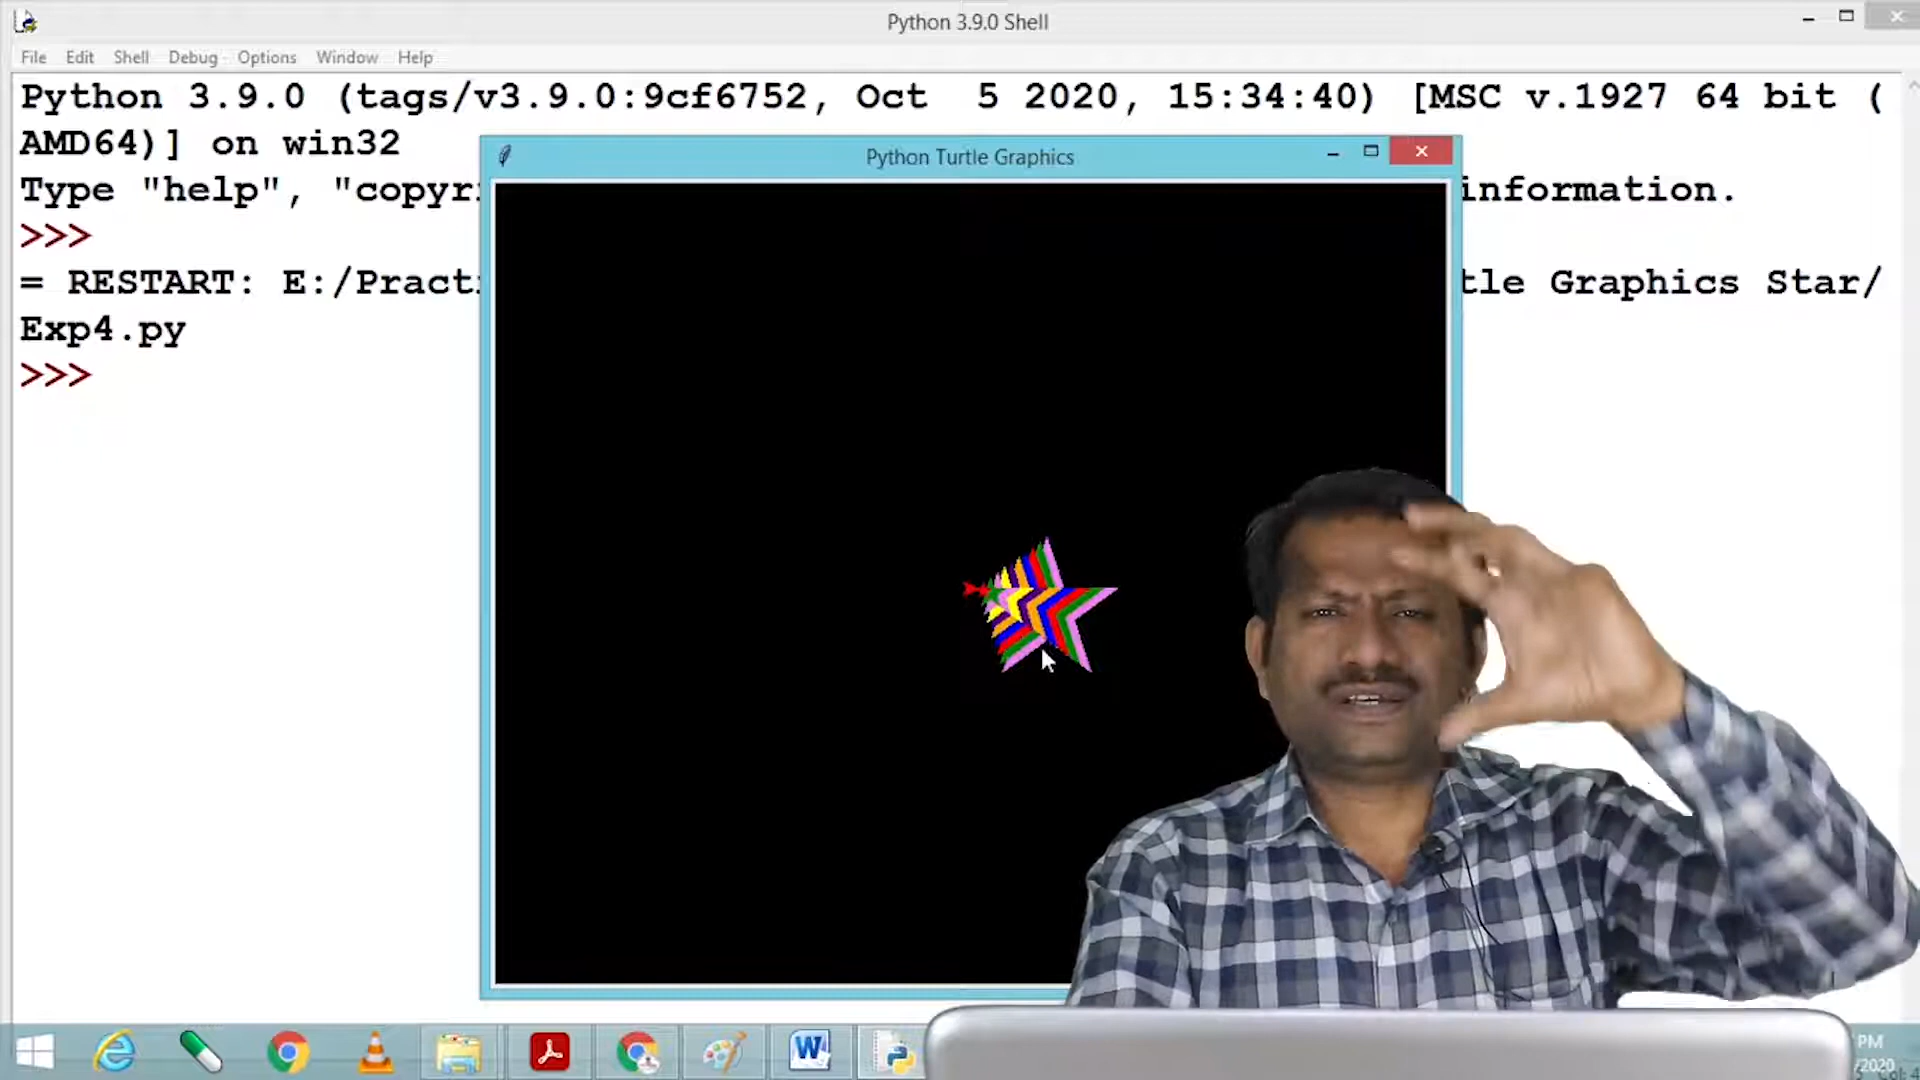 Python 3.9.0 Shell
File Edit Shell Debug Options Window Help
Python 3.9.0 (tags/v3.9.0:9cf6752, Oct  5 2020, 15:34:40) [MSC v.1927 64 bit (
AMD64)] on win32
Python Turtle Graphics
Type "help", "copyri information.
>>>
= RESTART: E:/Practi tle Graphics Star/
Exp4.py
>>>
W
PM
/2020